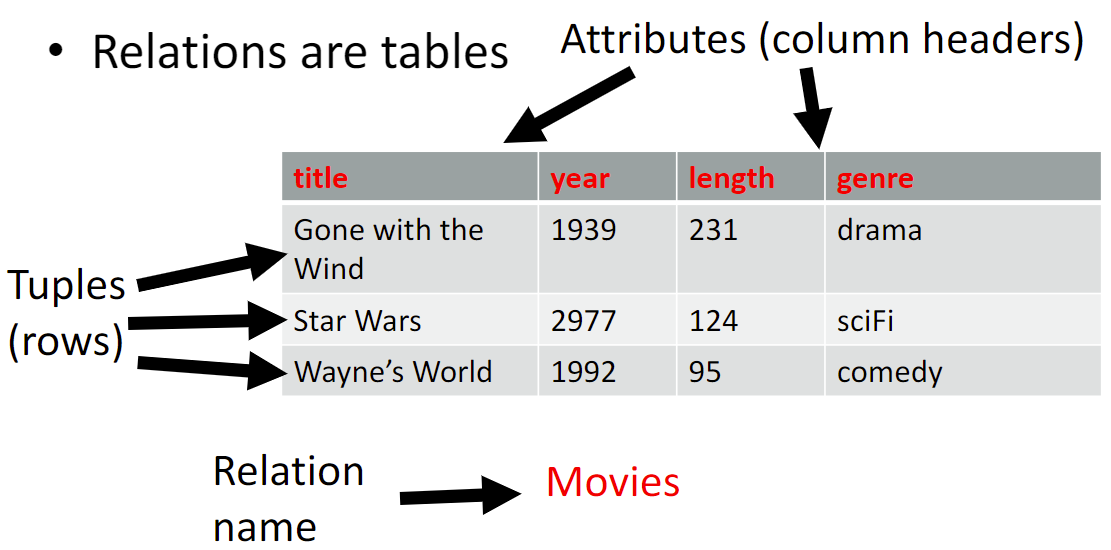 • Relations are tables
Attributes (column headers)
title year length genre
Gone with the 1939 231 drama
Wind
Tuples
(rows)
Star Wars 2977 124 sciFi
Wayne’s World 1992 95 comedy
Relation
name
Movies